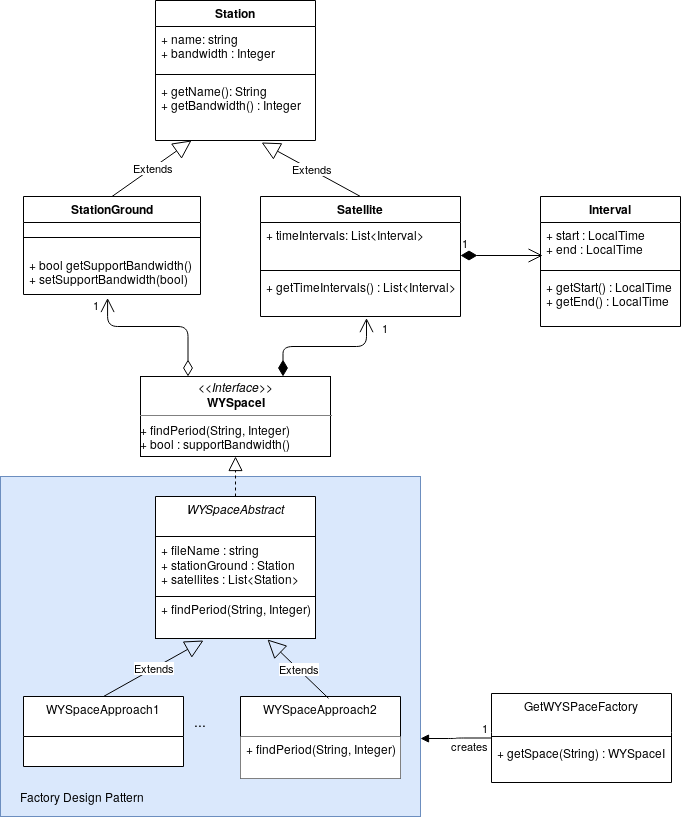 Station
+ name: string
+ bandwidth : Integer
+ getName(): String
+ getBandwidth() : Integer
Extends
Extends
StationGround
+ bool getSupportBandwidth()
+ setSupportBandwidth(bool)
Satellite
+ timeIntervals: List<Interval>
+ getTimeIntervals() : List<Interval>
1
Interval
+ start : LocalTime
+ end : LocalTime
+ getStart() : LocalTime
+ getEnd() : LocalTime
1
1
<<Interface>>
WYSpaceI
+ findPeriod(String, Integer)
+ bool : supportBandwidth()
WYSpaceAbstract
+ fileName : string
+ stationGround : Station
+ satellites : List<Station>
+ findPeriod(String, Integer)
Extends
Extends
WYSpaceApproach1
...
WYSpaceApproach2
+ findPeriod(String, Integer)
1
creates
GetWYSPaceFactory
+ getSpace(String) : WYSpaceI
Factory Design Pattern